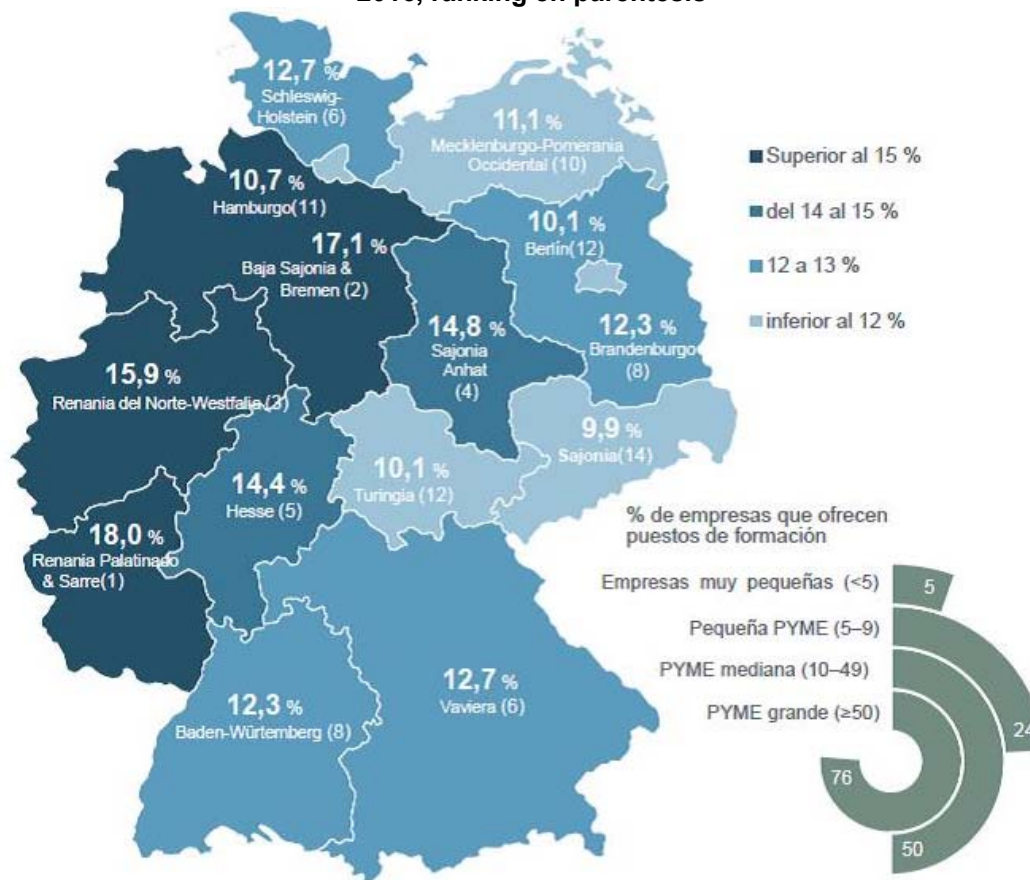 2016, ranking en paréntesis
12,7 %
Schleswig-
Holstein (6)
11,1 %
Mecklenburgo-Pomerania
Occidental (10)
10,7 %
Hamburgo(11)
17,1 %
Baja Sajonia &
Bremen (2)
10,1 %
Berlín(12)
14,8 %
Sajonia
Anhat
(4)
12,3 %
Brandenburgo
(8)
15,9 %
Renania del Norte-Westfalia (3)
9,9 %
Sajonia(14)
10,1 %
Turingia (12)
14,4 %
Hesse (5)
18,0 %
Renania Palatinado
& Sarre(1)
12,3 %
Baden-Würtemberg (8)
12,7 %
Vaviera (6)
Superior al 15 %
del 14 al 15 %
12 a 13 %
inferior al 12 %
% de empresas que ofrecen
puestos de formación
Empresas muy pequeñas (<5)
5
Pequeña PYME (5–9)
24
PYME mediana (10–49)
50
PYME grande (≥50)
76